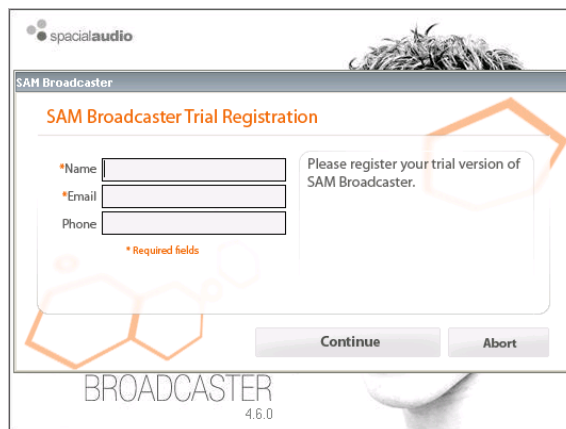 spacialaudio
SAM Broadcaster
SAM Broadcaster Trial Registration
*Name
*Email
Phone
* Required fields
Please register your trial version of
SAM Broadcaster.
Continue
Abort
BROADCASTER
4.6.0